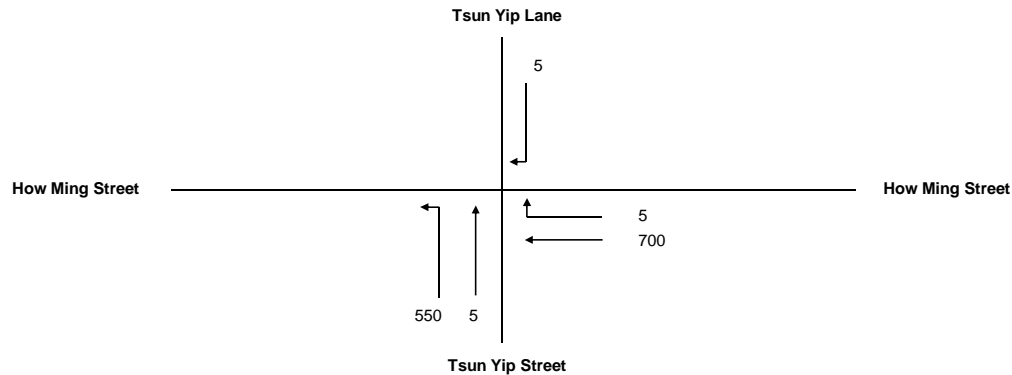 Tsun Yip Lane
5
How Ming Street
How Ming Street
5
700
550 5
Tsun Yip Street